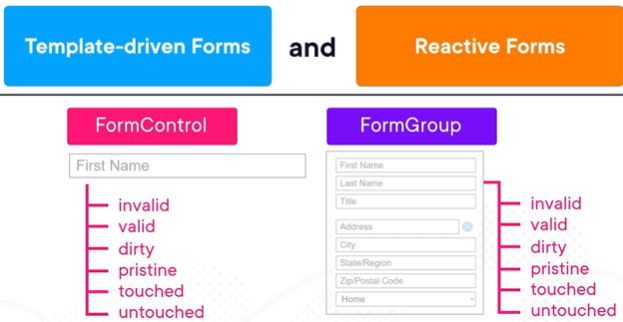 Template-driven Forms and Reactive Forms
FormControl
First Name
invalid
valid
dirty
pristine
touched
untouched
FormGroup
First Name
Last Name
Title
Address
City
State/Region
Zip/Postal Code
Home
invalid
valid
dirty
pristine
touched
untouched